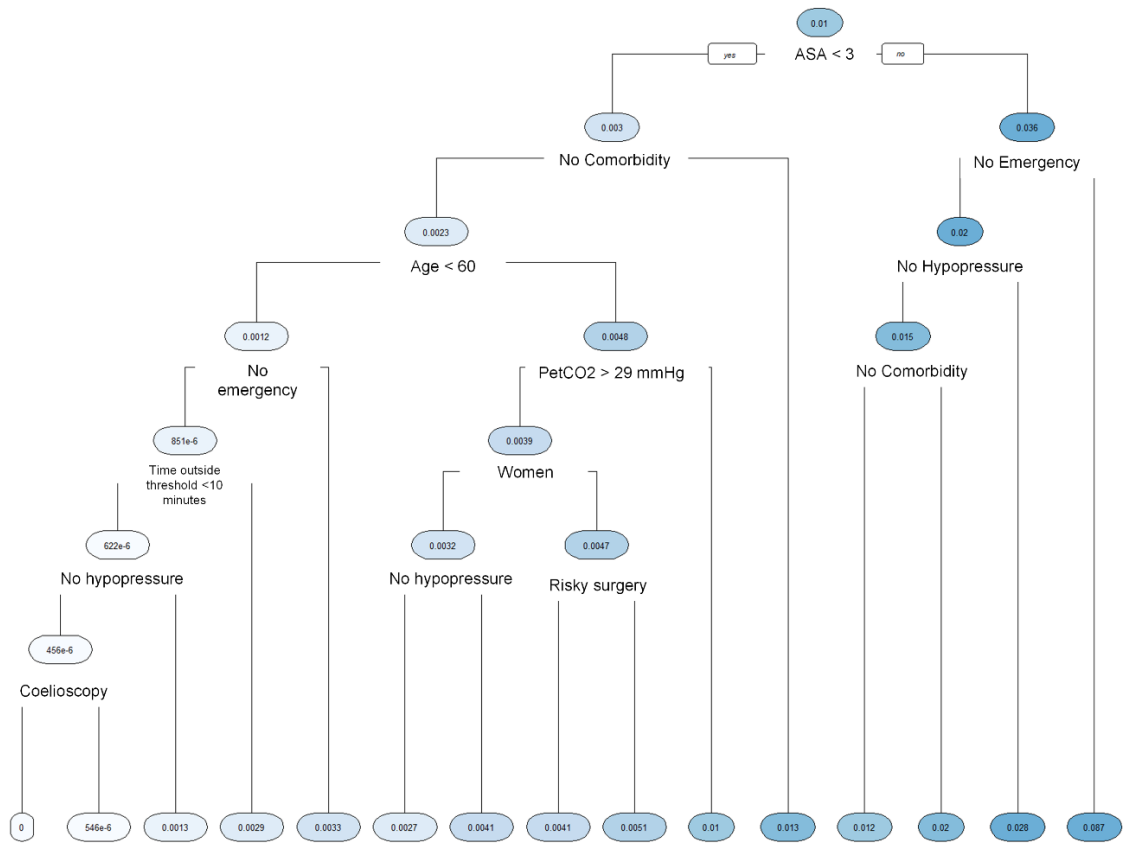 0.01
yes ASA < 3 no
0.003 0.036
No Comorbidity No Emergency
0.0023 0.02
Age < 60 No Hypopressure
0.0012 0.0048 0.015
No
emergency
PetCO2 > 29 mmHg No Comorbidity
851e-6 0.0039
Time outside
threshold <10
minutes
Women
622e-6 0.0032 0.0047
No hypopressure No hypopressure Risky surgery
456e-6
Coelioscopy
0 546e-6 0.0013 0.0029 0.0033 0.0027 0.0041 0.0041 0.0051 0.01 0.013 0.012 0.02 0.028 0.087